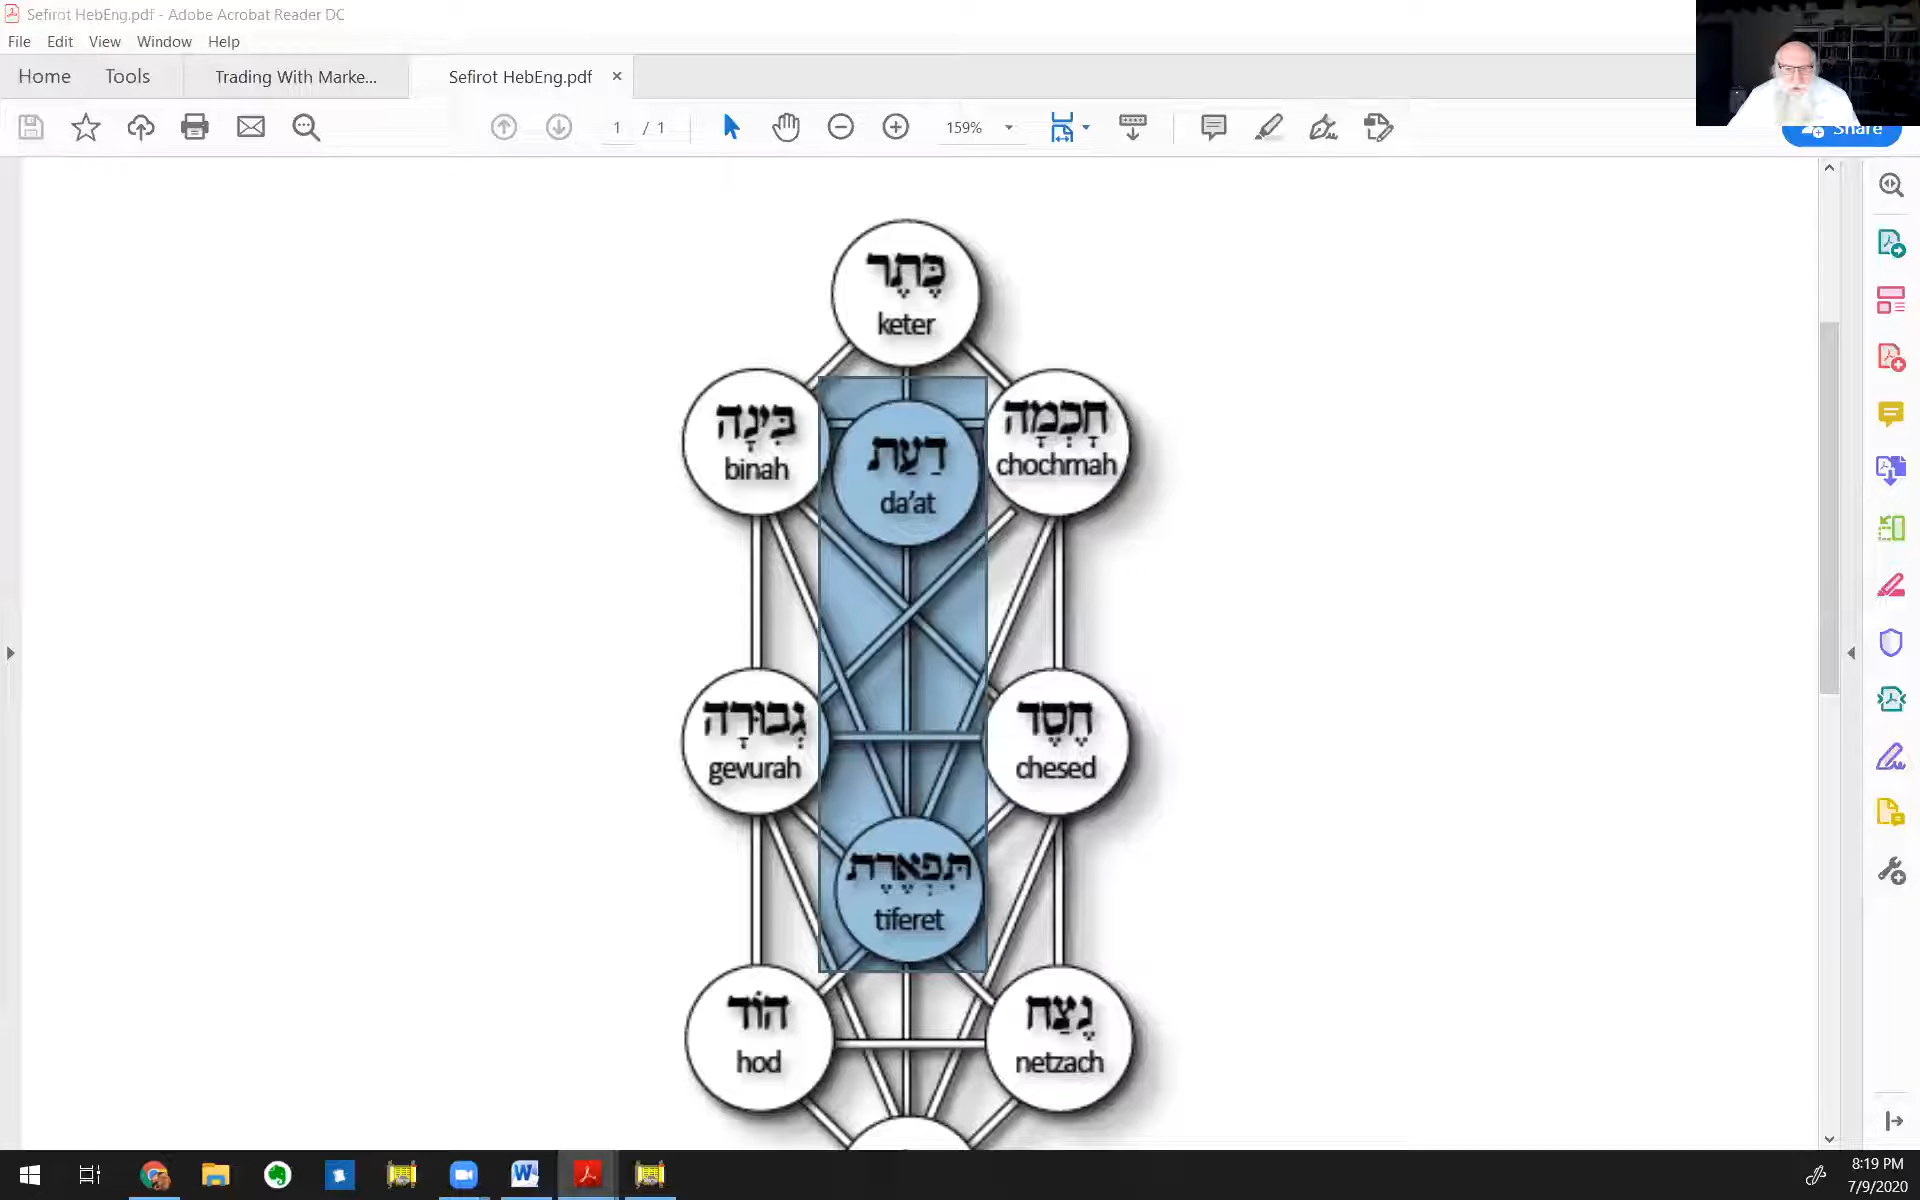 Sefirot HebEng.pdf - Adobe Acrobat Reader DC
File Edit View Window Help
Home Tools Trading With Marke... Sefirot HebEng.pdf ×
1 / 1 159%
Share
כֶּתֶר
keter
בִּינָה
binah
דַעַת
da'at
חָכְמָה
chochmah
גְבוּרָה
gevurah
חֶסֶד
chesed
תִּפְאֶרֶת
tiferet
הוֹד
hod
נֶצַח
netzach
8:19 PM
7/9/2020